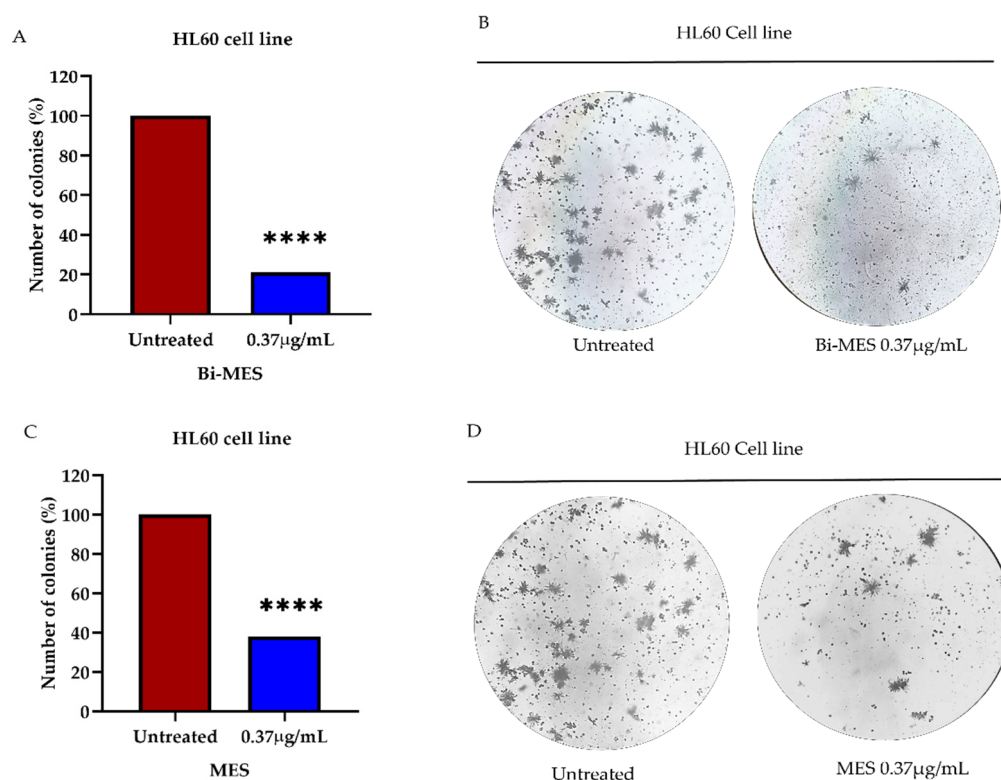 A
HL60 cell line
Number of colonies (%)
120
100
80
60
40
20
0
****
Untreated
0.37µg/mL
Bi-MES
B
HL60 Cell line
Untreated
Bi-MES 0.37µg/mL
C
HL60 cell line
Number of colonies (%)
120
100
80
60
40
20
0
****
Untreated
0.37µg/mL
MES
D
HL60 Cell line
Untreated
MES 0.37µg/mL